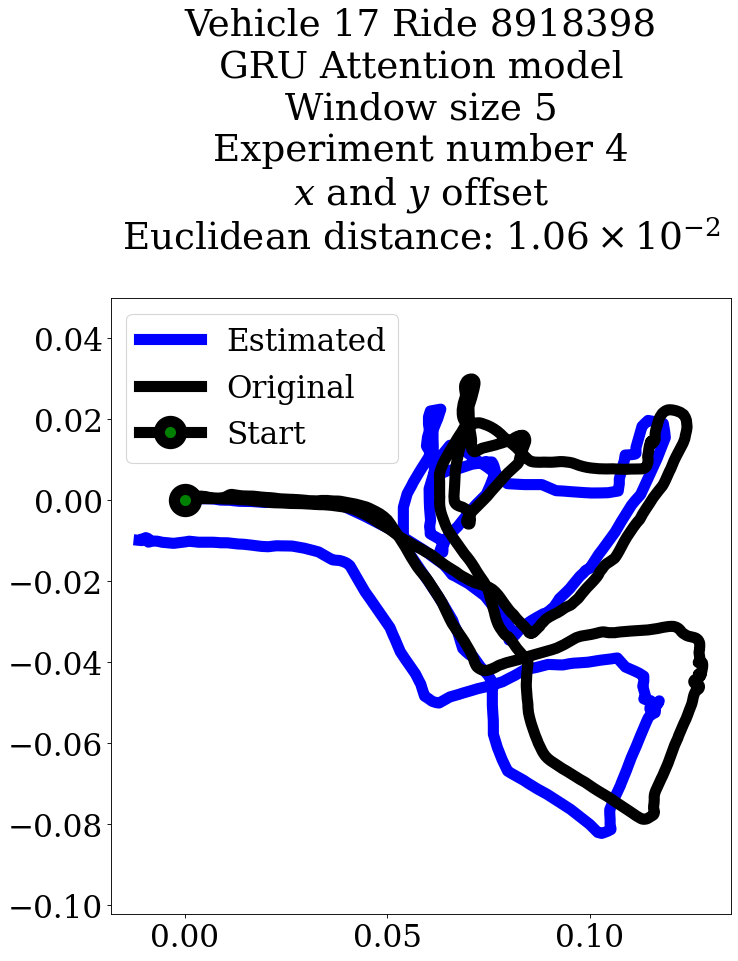 Vehicle 17 Ride 8918398
GRU Attention model
Window size 5
Experiment number 4
x and y offset
Euclidean distance: 1.06 × 10⁻²
Estimated
Original
Start
0.04
0.02
0.00
−0.02
−0.04
−0.06
−0.08
−0.10
0.00 0.05 0.10